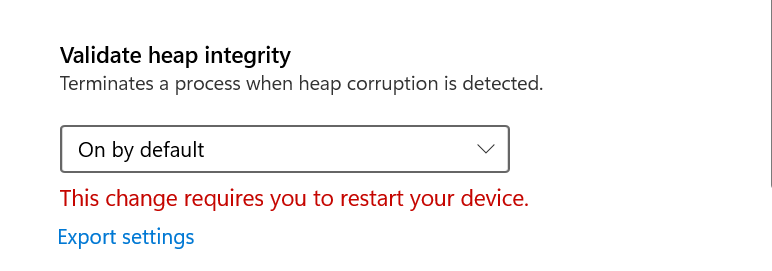 Validate heap integrity
Terminates a process when heap corruption is detected.
On by default
This change requires you to restart your device.
Export settings